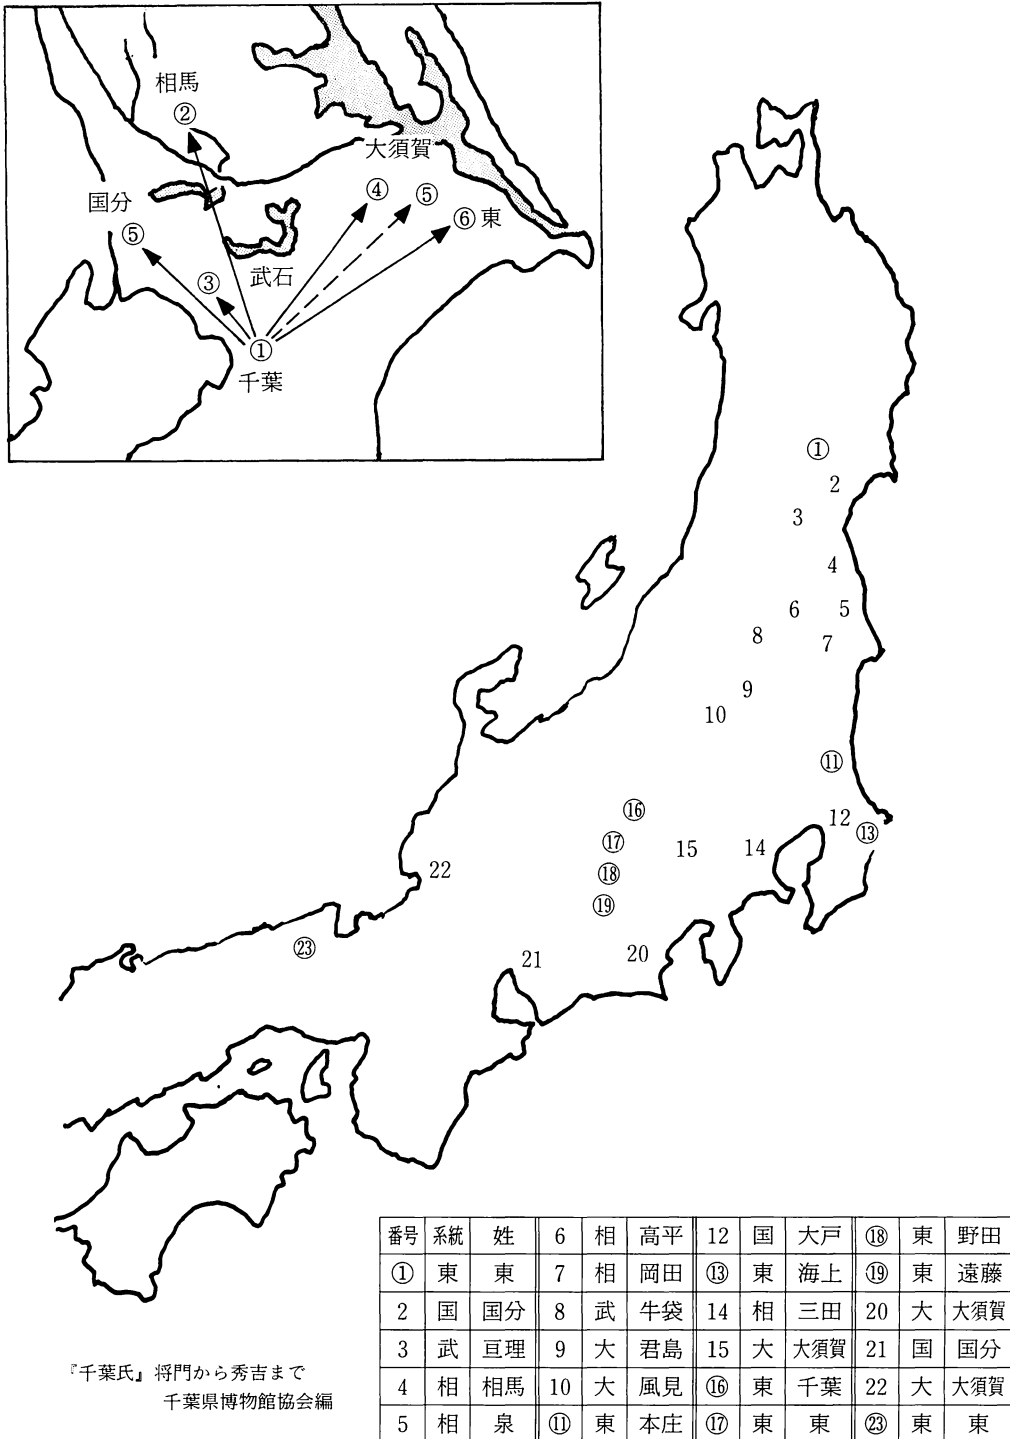 相馬
②
大須賀
国分
④
⑤
⑥東
⑤
③
武石
①
千葉
①
2
3
4
6
5
8
7
9
10
⑪
⑯
12
⑬
⑰
15
14
22
⑱
⑲
㉓
21
20
番号 系統 姓 6 相 高平 12 国 大戸 ⑱ 東 野田
① 東 東 7 相 岡田 ⑬ 東 海上 ⑲ 東 遠藤
2 国 国分 8 武 牛袋 14 相 三田 20 大 大須賀
3 武 亘理 9 大 君島 15 大 大須賀 21 国 国分
4 相 相馬 10 大 風見 ⑯ 東 千葉 22 大 大須賀
5 相 泉 ⑪ 東 本庄 ⑰ 東 東 ㉓ 東 東
『千葉氏』将門から秀吉まで
千葉県博物館協会編